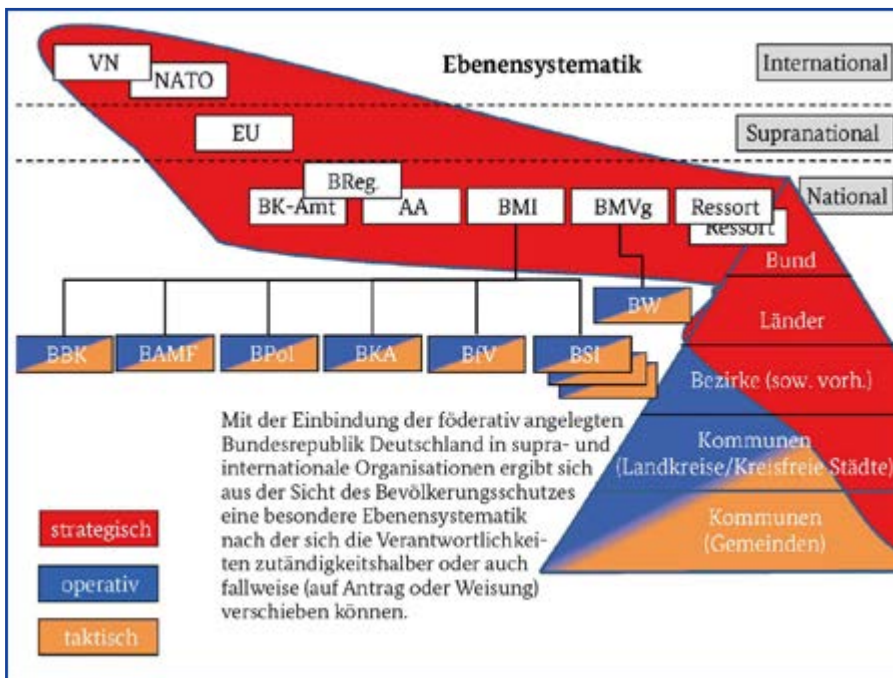 VN
NATO
Ebenensystematik
International
EU
Supranational
BReg.
BK-Amt
AA
BMI
BMVg
Ressort
Ressort
National
Bund
BW
Länder
BBK
BAMF
BPol
BKA
BfV
BSI
Bezirke (sow. vorh.)
Mit der Einbindung der föderativ angelegten
Bundesrepublik Deutschland in supra- und
internationale Organisationen ergibt sich
aus der Sicht des Bevölkerungsschutzes
eine besondere Ebenensystematik
nach der sich die Verantwortlichkei-
ten zutändigkeitshalber oder auch
fallweise (auf Antrag oder Weisung)
verschieben können.
Kommunen
(Landkreise/Kreisfreie Städte)
Kommunen
(Gemeinden)
strategisch
operativ
taktisch